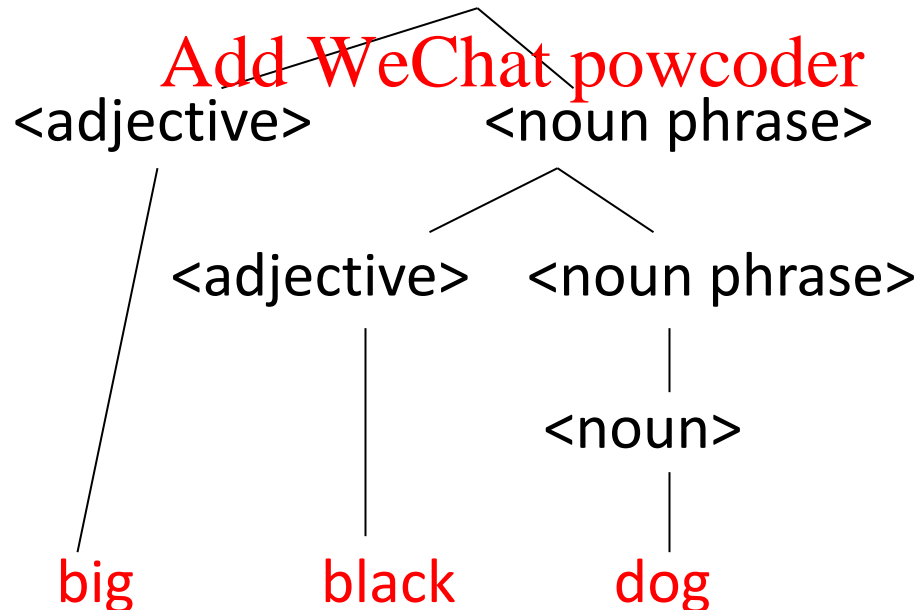 Add WeChat powcoder
<adjective> <noun phrase>
<adjective> <noun phrase>
<noun>
big black dog